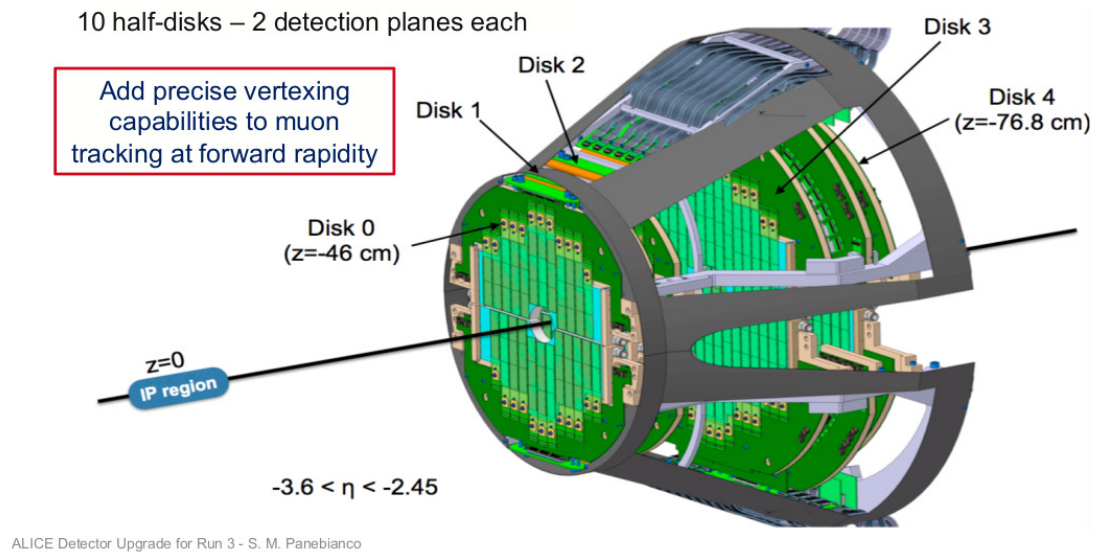 10 half-disks – 2 detection planes each
Add precise vertexing
capabilities to muon
tracking at forward rapidity
Disk 3
Disk 2
Disk 1
Disk 4
(z=-76.8 cm)
Disk 0
(z=-46 cm)
z=0
IP region
-3.6 < η < -2.45
ALICE Detector Upgrade for Run 3 - S. M. Panebianco